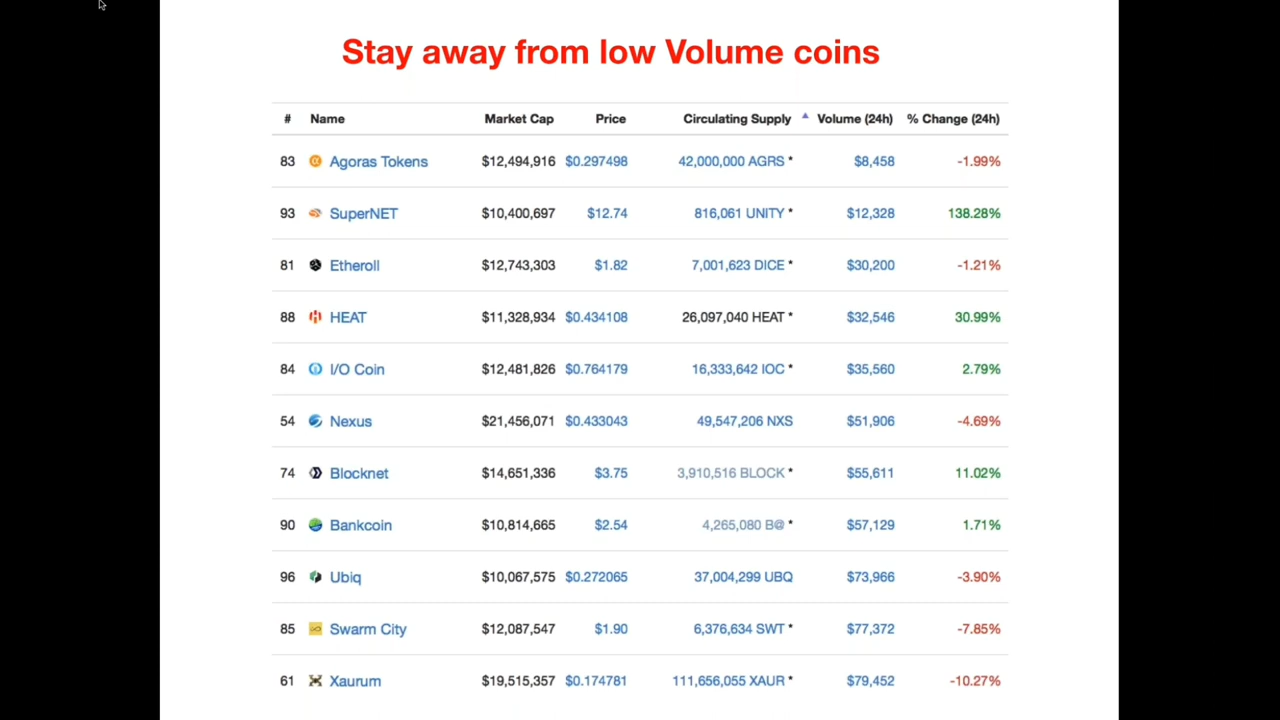 Stay away from low Volume coins
# Name Market Cap Price Circulating Supply Volume (24h) % Change (24h)
83 Agoras Tokens $12,494,916 $0.297498 42,000,000 AGRS * $8,458 -1.99%
93 SuperNET $10,400,697 $12.74 816,061 UNITY * $12,328 138.28%
81 Etheroll $12,743,303 $1.82 7,001,623 DICE * $30,200 -1.21%
88 HEAT $11,328,934 $0.434108 26,097,040 HEAT * $32,546 30.99%
84 I/O Coin $12,481,826 $0.764179 16,333,642 IOC * $35,560 2.79%
54 Nexus $21,456,071 $0.433043 49,547,206 NXS $51,906 -4.69%
74 Blocknet $14,651,336 $3.75 3,910,516 BLOCK * $55,611 11.02%
90 Bankcoin $10,814,665 $2.54 4,265,080 B@ * $57,129 1.71%
96 Ubiq $10,067,575 $0.272065 37,004,299 UBQ $73,966 -3.90%
85 Swarm City $12,087,547 $1.90 6,376,634 SWT * $77,372 -7.85%
61 Xaurum $19,515,357 $0.174781 111,656,055 XAUR * $79,452 -10.27%